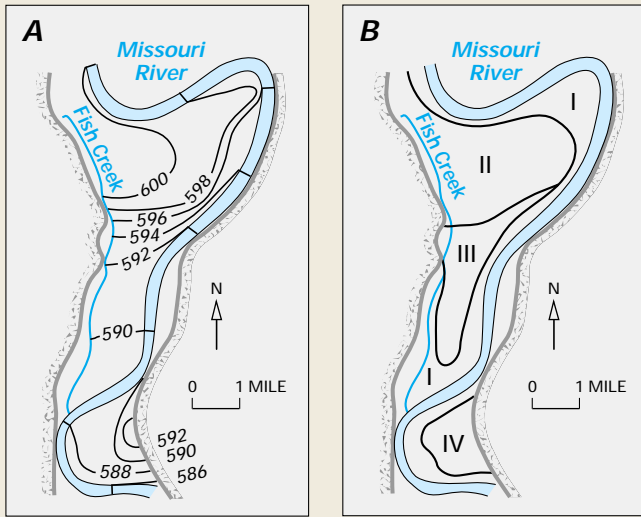 A
Missouri
River
Fish Creek
600
598
596
594
592
590
N
0 1 MILE
592
590
588
586
B
Missouri
River
I
Fish Creek
II
III
N
I
0 1 MILE
IV